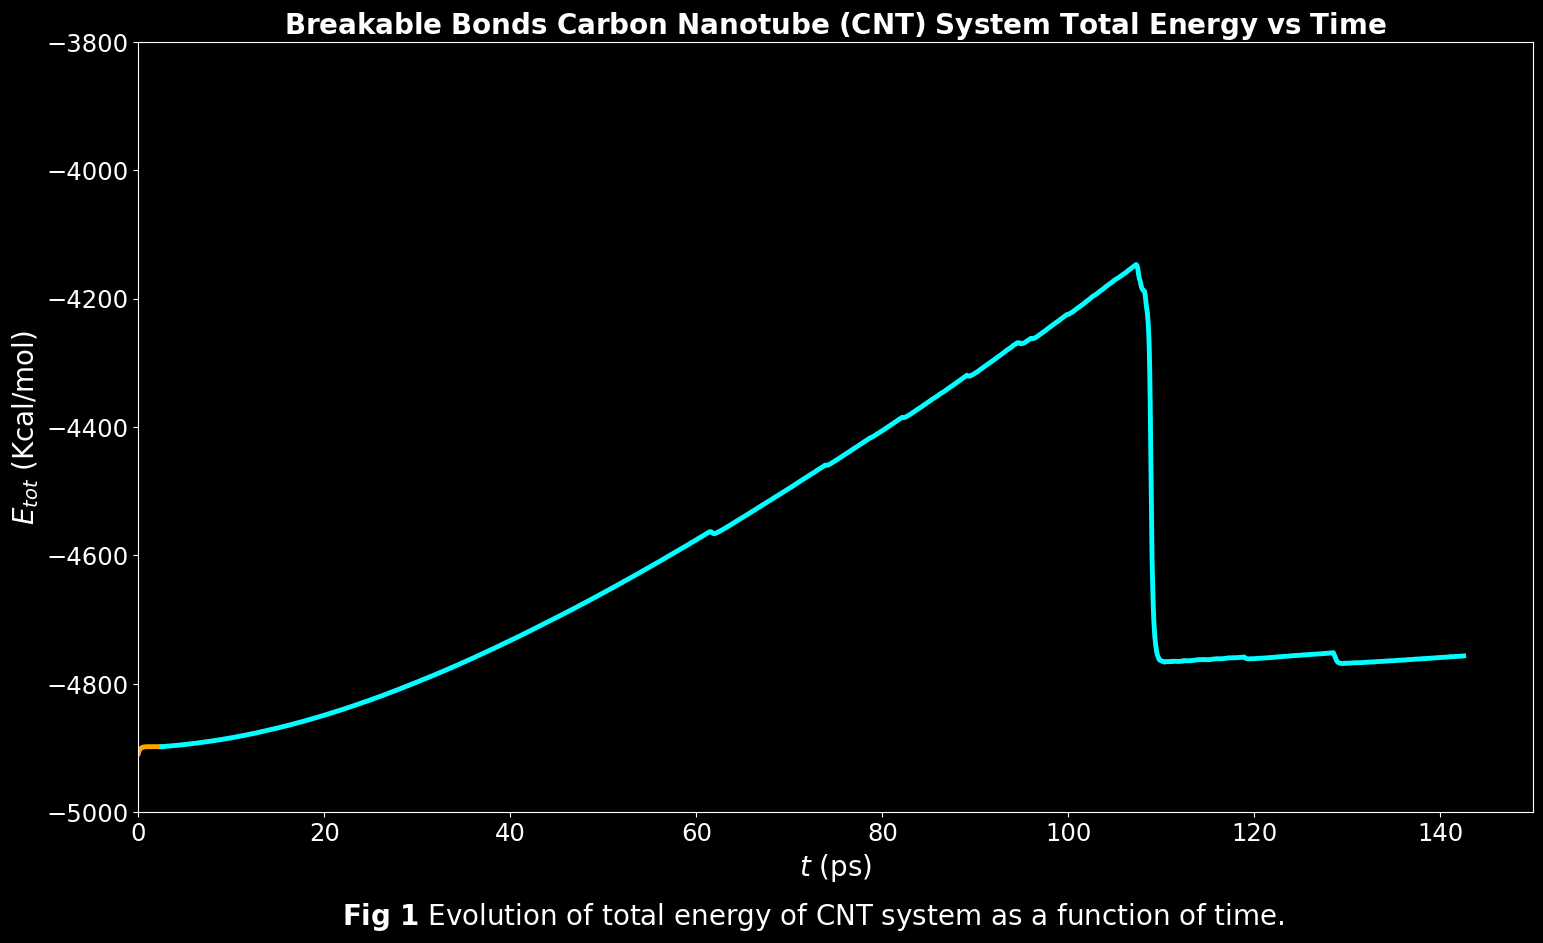 Breakable Bonds Carbon Nanotube (CNT) System Total Energy vs Time
−3800
−4000
−4200
−4400
−4600
−4800
−5000
E_tot (Kcal/mol)
0 20 40 60 80 100 120 140
t (ps)
Fig 1 Evolution of total energy of CNT system as a function of time.